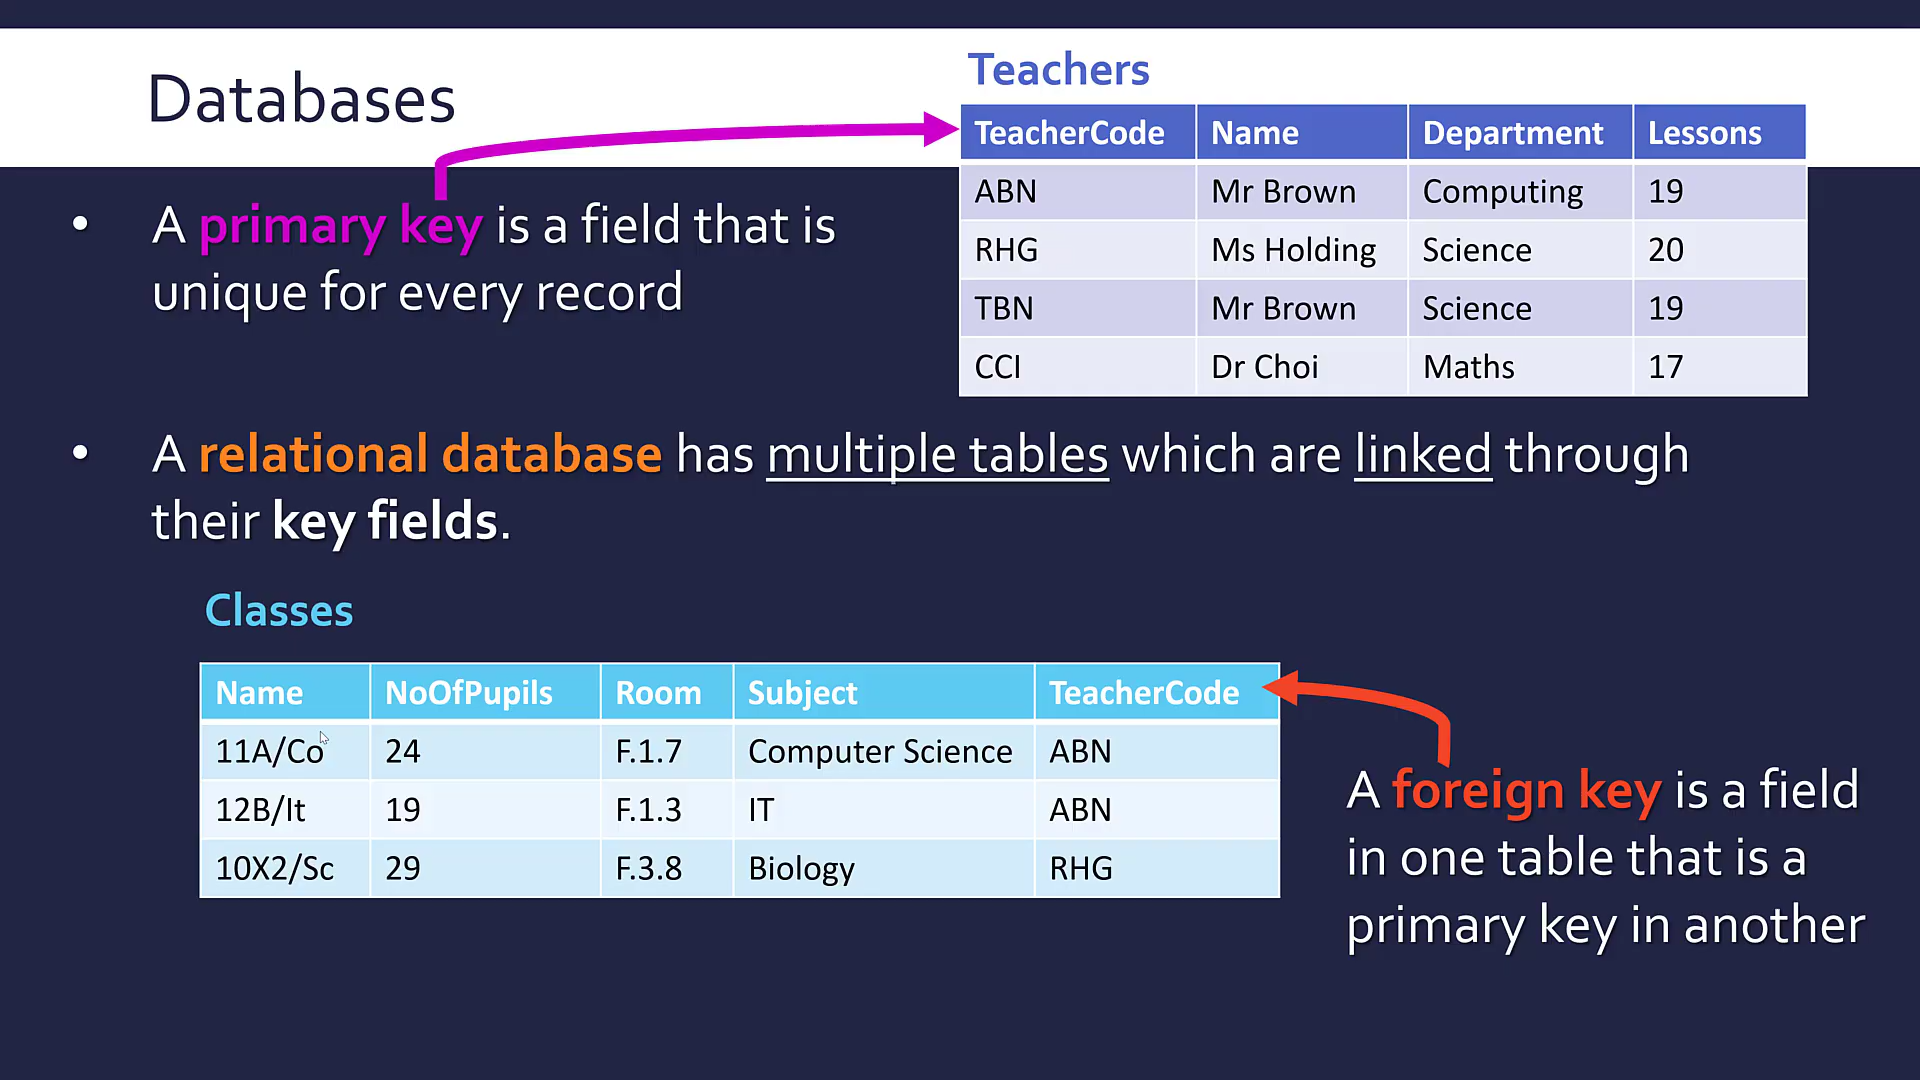 Databases
Teachers
TeacherCode Name Department Lessons
ABN Mr Brown Computing 19
RHG Ms Holding Science 20
TBN Mr Brown Science 19
CCI Dr Choi Maths 17
• A primary key is a field that is
unique for every record
• A relational database has multiple tables which are linked through
their key fields.
Classes
Name NoOfPupils Room Subject TeacherCode
11A/Co 24 F.1.7 Computer Science ABN
12B/It 19 F.1.3 IT ABN
10X2/Sc 29 F.3.8 Biology RHG
A foreign key is a field
in one table that is a
primary key in another